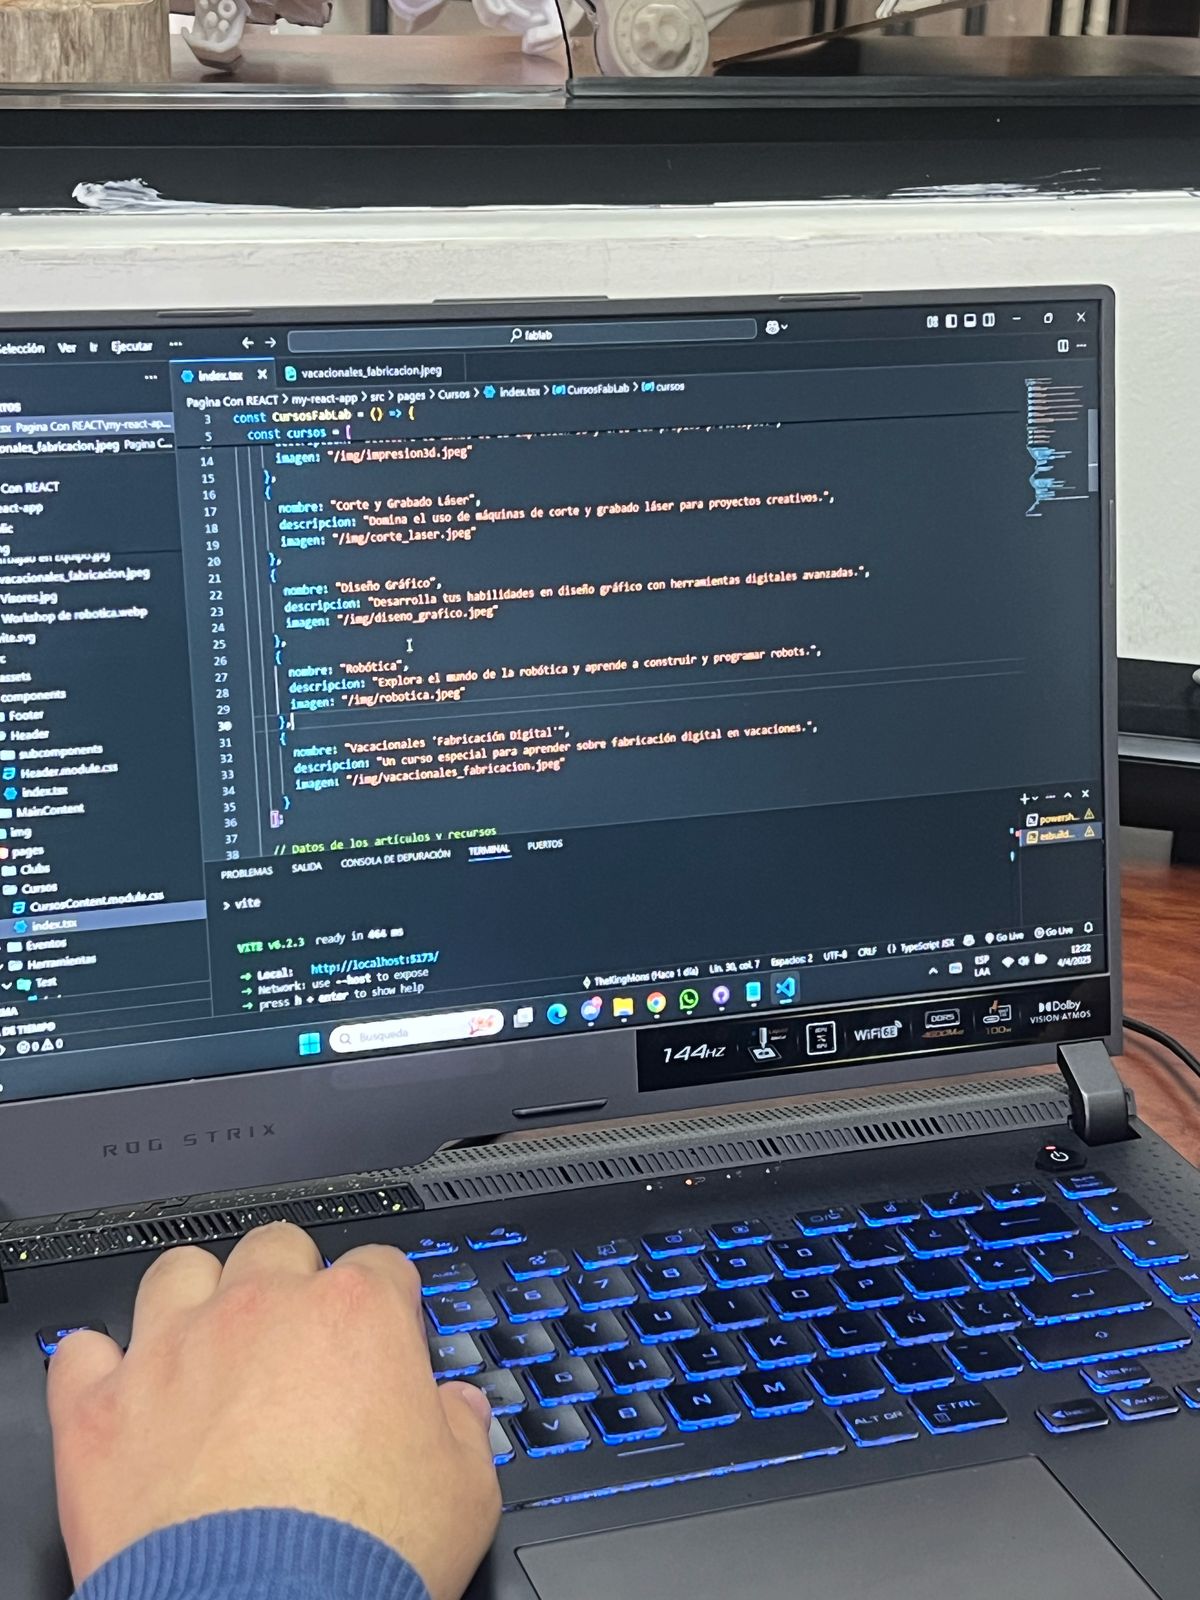 Selección Ver Ir Ejecutar ···
fablab
index.tsx
vacacionales_fabricacion.jpeg
Pagina Con REACT > my-react-app > src > pages > Cursos > index.tsx > CursosFabLab > cursos
3 const CursosFabLab = () => {
5 const cursos = [
14 imagen: "/img/impresion3d.jpeg"
15 },
16 {
17 nombre: "Corte y Grabado Láser",
18 descripcion: "Domina el uso de máquinas de corte y grabado láser para proyectos creativos.",
19 imagen: "/img/corte_laser.jpeg"
20 },
21 {
22 nombre: "Diseño Gráfico",
23 descripcion: "Desarrolla tus habilidades en diseño gráfico con herramientas digitales avanzadas.",
24 imagen: "/img/diseno_grafico.jpeg"
25 },
26 {
27 nombre: "Robótica",
28 descripcion: "Explora el mundo de la robótica y aprende a construir y programar robots.",
29 imagen: "/img/robotica.jpeg"
30 },
31 {
32 nombre: "Vacacionales 'Fabricación Digital'",
33 descripcion: "Un curso especial para aprender sobre fabricación digital en vacaciones.",
34 imagen: "/img/vacacionales_fabricacion.jpeg"
35 }
36 ];
37
38 // Datos de los artículos y recursos
sx Pagina Con REACT\my-react-ap...
onales_fabricacion.jpeg Pagina C...
Con REACT
eact-app
vacacionales_fabricacion.jpeg
Visores.jpg
Workshop de robotica.webp
vite.svg
assets
components
Footer
Header
subcomponents
Header.module.css
index.tsx
MainContent
img
pages
Clubs
Cursos
CursosContent.module.css
index.tsx
Eventos
Herramientas
Test
DE TIEMPO
0 0
PROBLEMAS SALIDA CONSOLA DE DEPURACIÓN TERMINAL PUERTOS
powersh...
esbuild...
> vite
VITE v6.2.3 ready in 464 ms
➜ Local: http://localhost:5173/
➜ Network: use --host to expose
➜ press h + enter to show help
TheKingMons (Hace 1 día) Lín. 30, col. 7 Espacios: 2 UTF-8 CRLF {} TypeScript JSX Go Live Go Live
Búsqueda
ESP
LAA
12:22
4/4/2025
144HZ
WiFi 6E
DDR5
100W
Dolby
VISION·ATMOS
ROG STRIX
ESC
5 6 7 8 9 0
R T Y U I O P
G H J K L Ñ
V B N M
ALT GR
CTRL